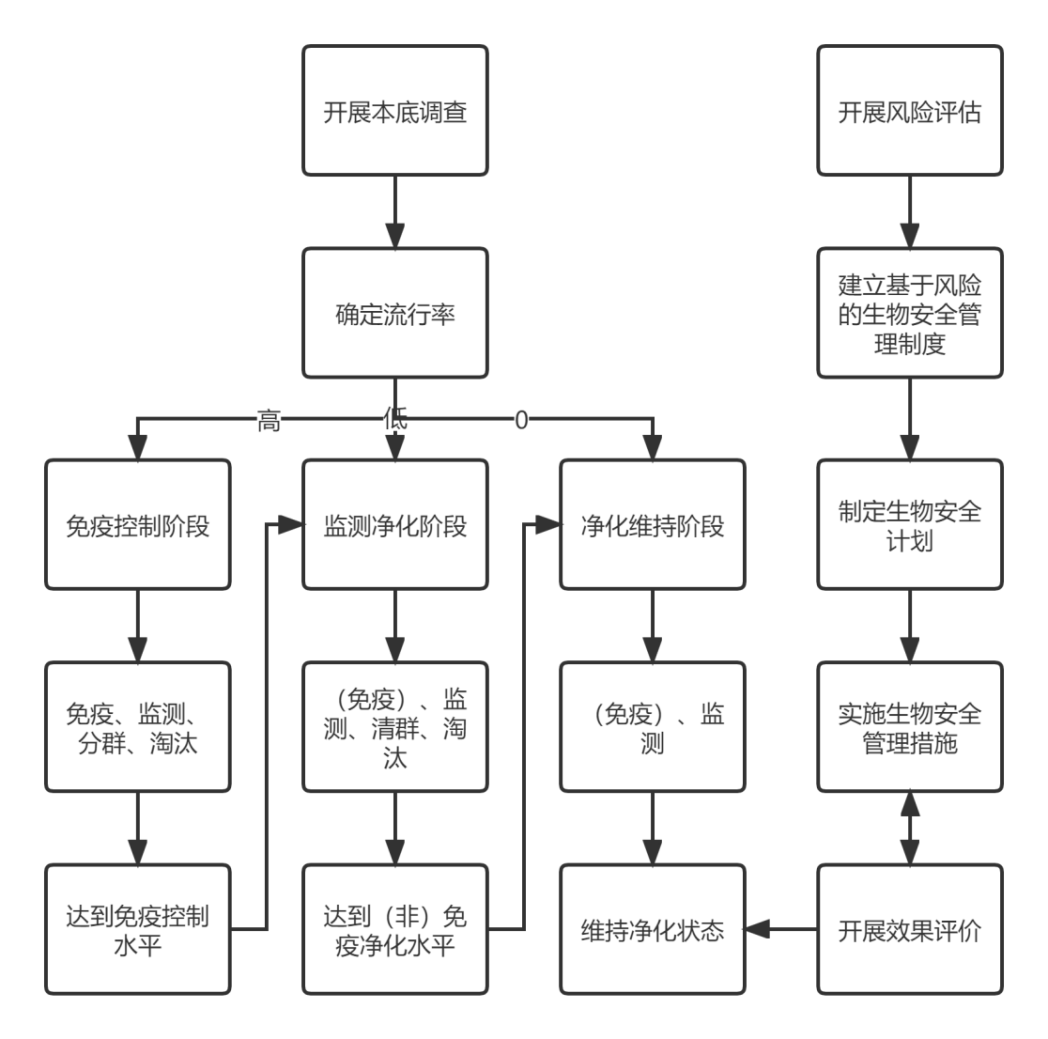 开展本底调查
开展风险评估
确定流行率
建立基于风险
的生物安全管
理制度
高
低
0
免疫控制阶段
监测净化阶段
净化维持阶段
制定生物安全
计划
免疫、监测、
分群、淘汰
（免疫）、监
测、清群、淘
汰
（免疫）、监
测
实施生物安全
管理措施
达到免疫控制
水平
达到（非）免
疫净化水平
维持净化状态
开展效果评价